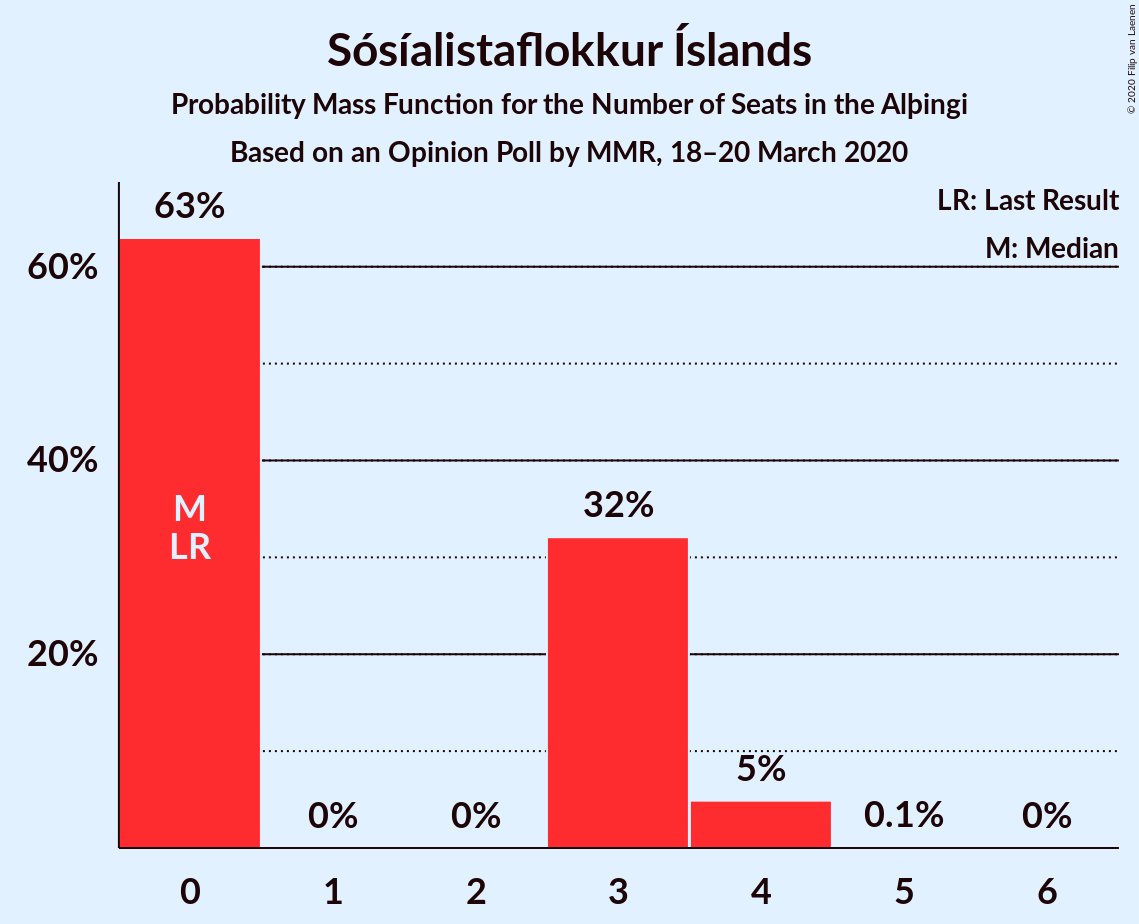 Sósíalistaflokkur Íslands
Probability Mass Function for the Number of Seats in the Alþingi
Based on an Opinion Poll by MMR, 18–20 March 2020
© 2020 Filip van Laenen
LR: Last Result
M: Median
63%
60%
40%
20%
M
LR
0%
0%
32%
5%
0.1%
0%
0 1 2 3 4 5 6